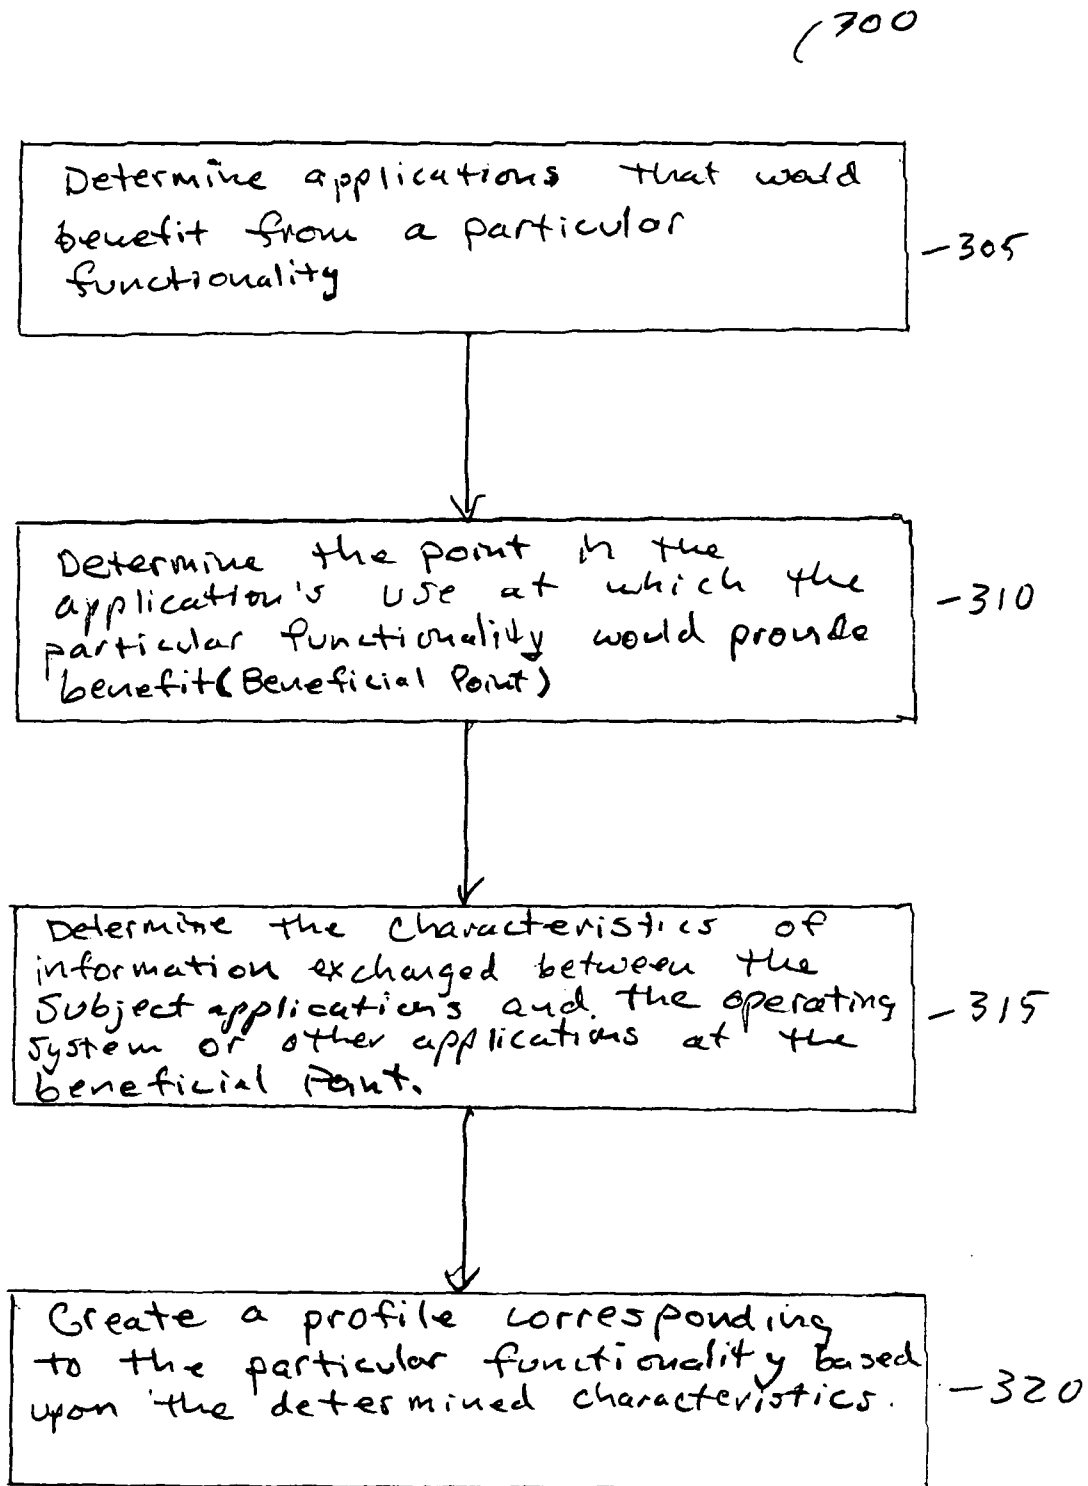 300
Determine applications that would
benefit from a particular
functionality
-305
Determine the point in the
application's use at which the
particular functionality would provide
benefit (Beneficial Point)
-310
Determine the characteristics of
information exchanged between the
Subject applications and the operating
system or other applications at the
beneficial Point.
-315
Create a profile corresponding
to the particular functionality based
upon the determined characteristics.
-320